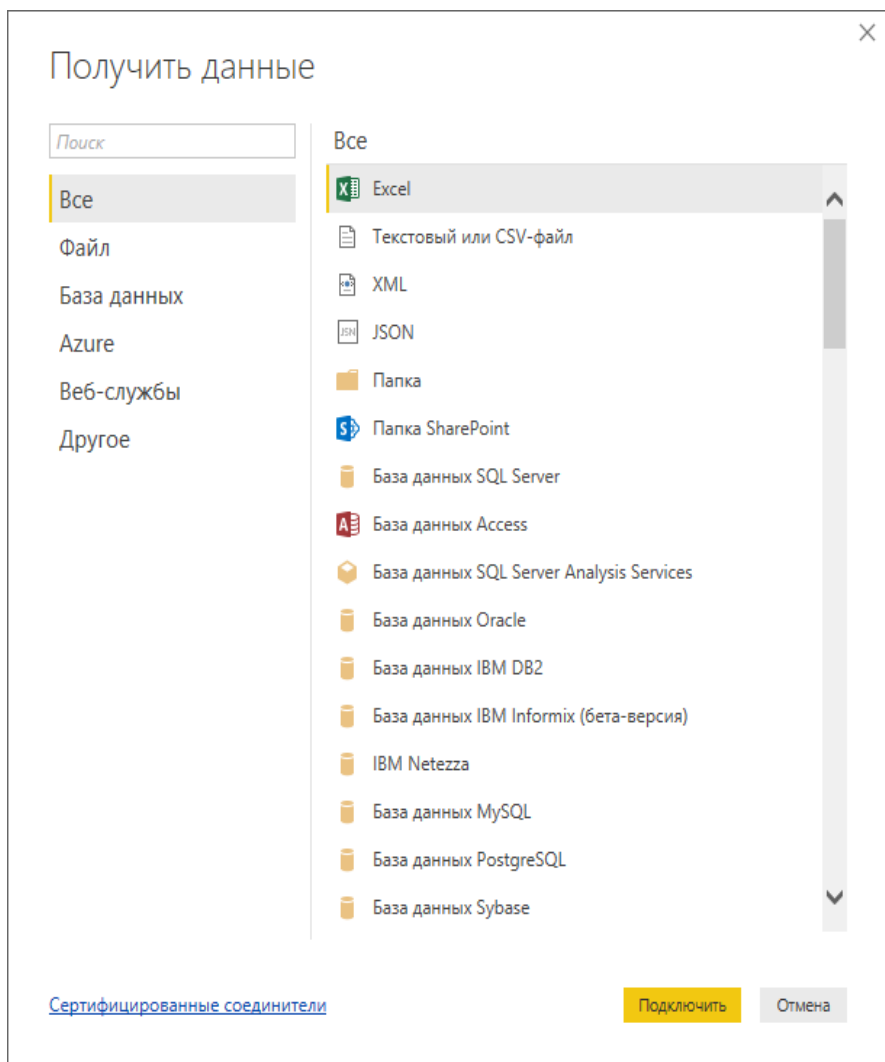 Получить данные
Поиск
Все
Файл
База данных
Azure
Веб-службы
Другое
Все
Excel
Текстовый или CSV-файл
XML
JSN
JSON
Папка
Папка SharePoint
База данных SQL Server
База данных Access
База данных SQL Server Analysis Services
База данных Oracle
База данных IBM DB2
База данных IBM Informix (бета-версия)
IBM Netezza
База данных MySQL
База данных PostgreSQL
База данных Sybase
Сертифицированные соединители
Подключить
Отмена